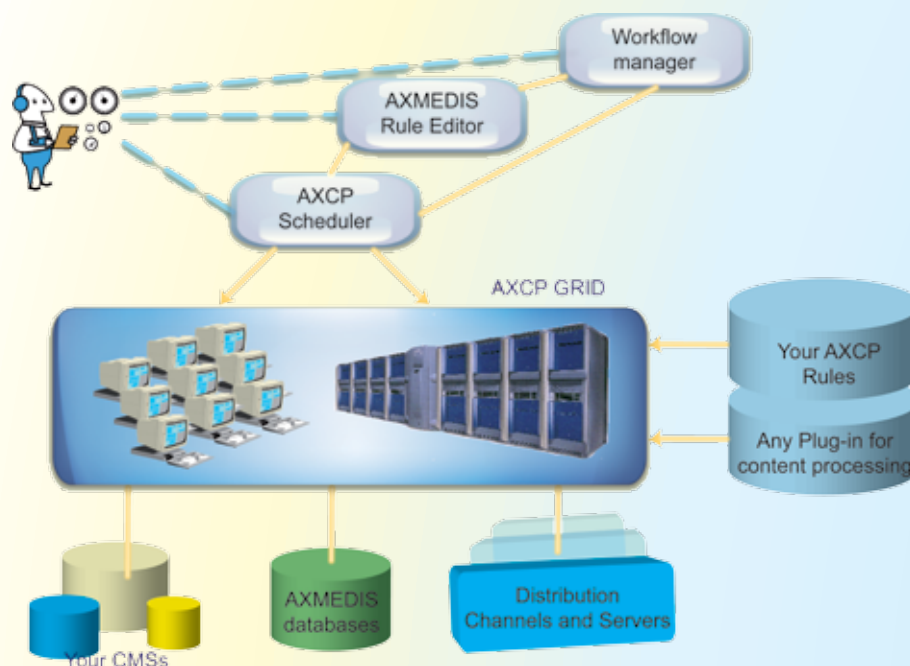 Workflow
manager
AXMEDIS
Rule Editor
AXCP
Scheduler
AXCP GRID
Your AXCP
Rules
Any Plug-in for
content processing
AXMEDIS
databases
Distribution
Channels and Servers
Your CMSs